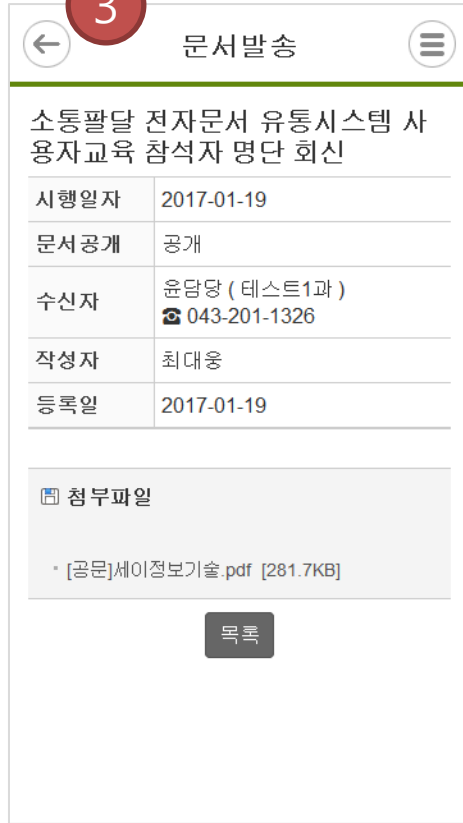 3
문서발송
소통팔달 전자문서 유통시스템 사
용자교육 참석자 명단 회신
시행일자 2017-01-19
문서공개 공개
수신자 윤담당 ( 테스트1과 )
☎ 043-201-1326
작성자 최대웅
등록일 2017-01-19
첨부파일
[공문]세이정보기술.pdf [281.7KB]
목록